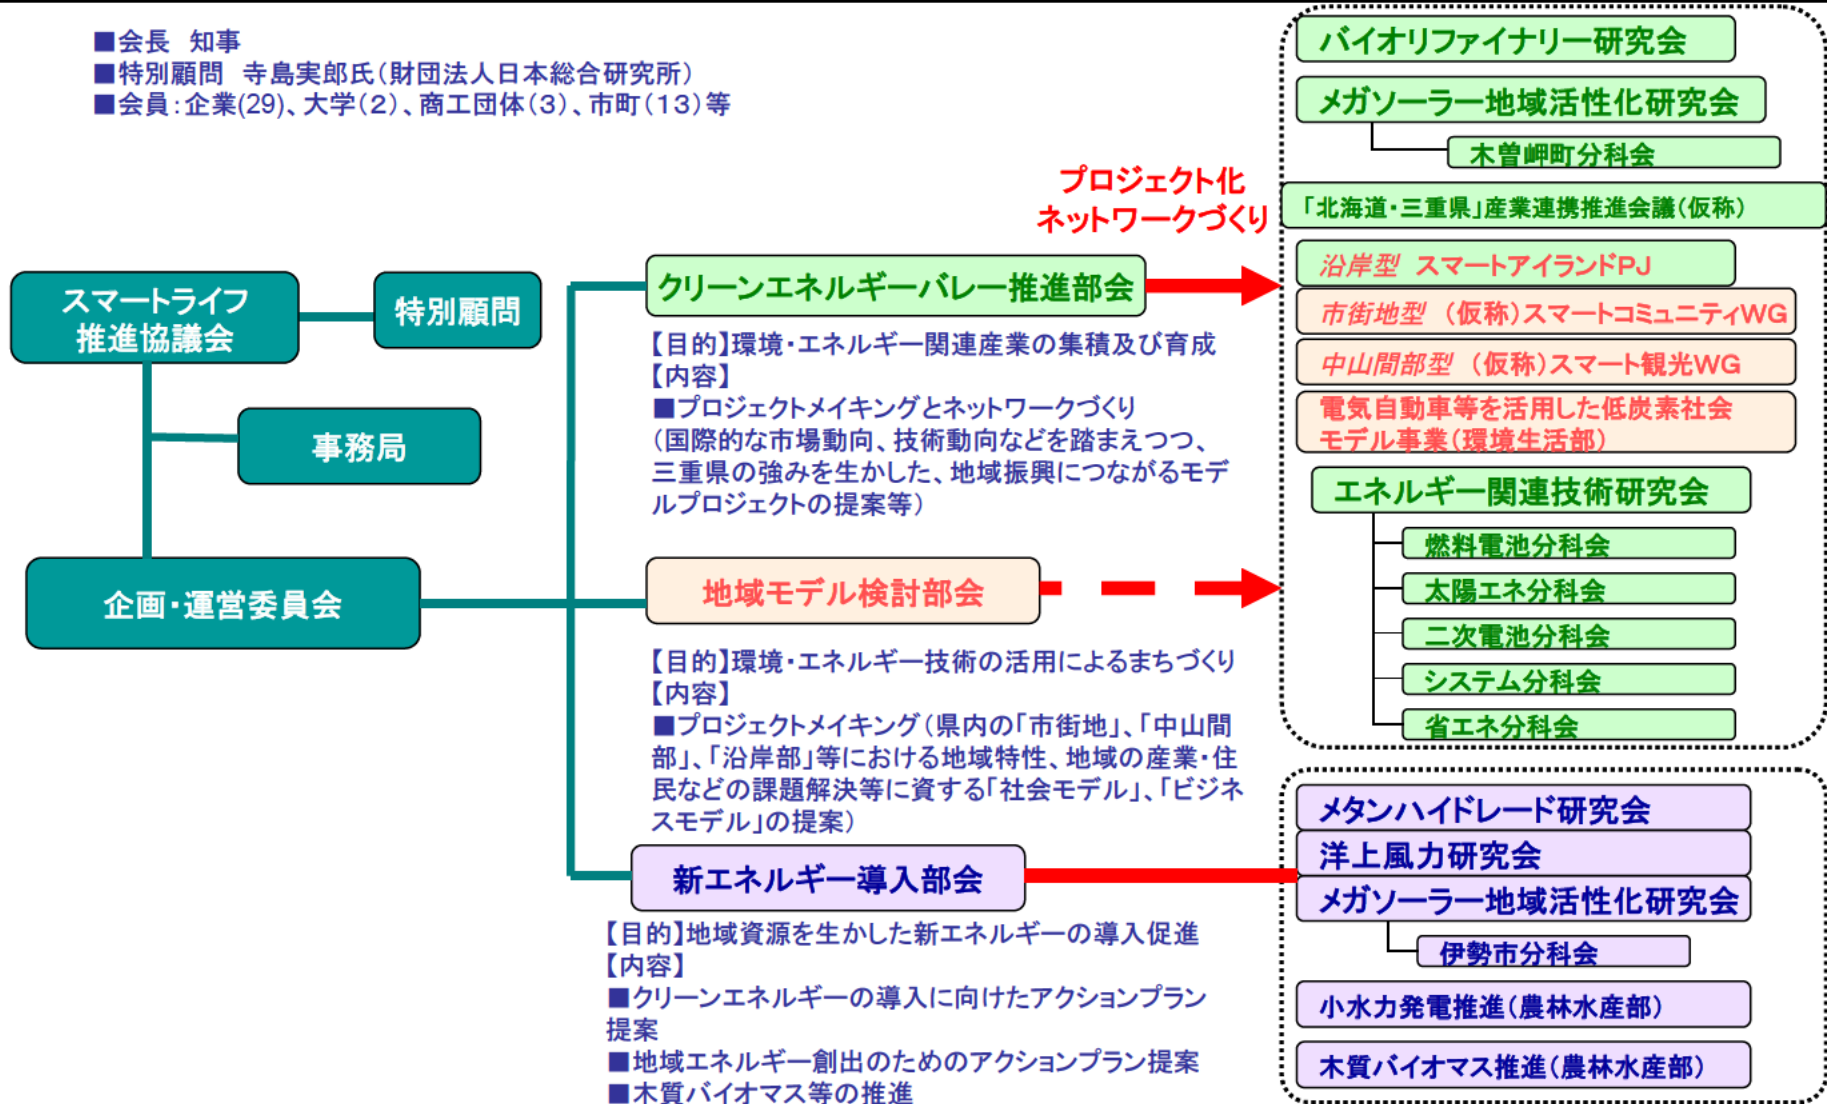 ■会長　知事
■特別顧問　寺島実郎氏(財団法人日本総合研究所)
■会員:企業(29)、大学(2)、商工団体(3)、市町(13)等
スマートライフ
推進協議会
特別顧問
事務局
企画・運営委員会
クリーンエネルギーバレー推進部会
【目的】環境・エネルギー関連産業の集積及び育成
【内容】
■プロジェクトメイキングとネットワークづくり
(国際的な市場動向、技術動向などを踏まえつつ、
三重県の強みを生かした、地域振興につながるモデ
ルプロジェクトの提案等)
地域モデル検討部会
【目的】環境・エネルギー技術の活用によるまちづくり
【内容】
■プロジェクトメイキング(県内の「市街地」、「中山間
部」、「沿岸部」等における地域特性、地域の産業・住
民などの課題解決等に資する「社会モデル」、「ビジネ
スモデル」の提案)
新エネルギー導入部会
【目的】地域資源を生かした新エネルギーの導入促進
【内容】
■クリーンエネルギーの導入に向けたアクションプラン
提案
■地域エネルギー創出のためのアクションプラン提案
■木質バイオマス等の推進
プロジェクト化
ネットワークづくり
バイオリファイナリー研究会
メガソーラー地域活性化研究会
木曽岬町分科会
「北海道・三重県」産業連携推進会議(仮称)
沿岸型　スマートアイランドPJ
市街地型　(仮称)スマートコミュニティWG
中山間部型　(仮称)スマート観光WG
電気自動車等を活用した低炭素社会
モデル事業(環境生活部)
エネルギー関連技術研究会
燃料電池分科会
太陽エネ分科会
二次電池分科会
システム分科会
省エネ分科会
メタンハイドレード研究会
洋上風力研究会
メガソーラー地域活性化研究会
伊勢市分科会
小水力発電推進(農林水産部)
木質バイオマス推進(農林水産部)